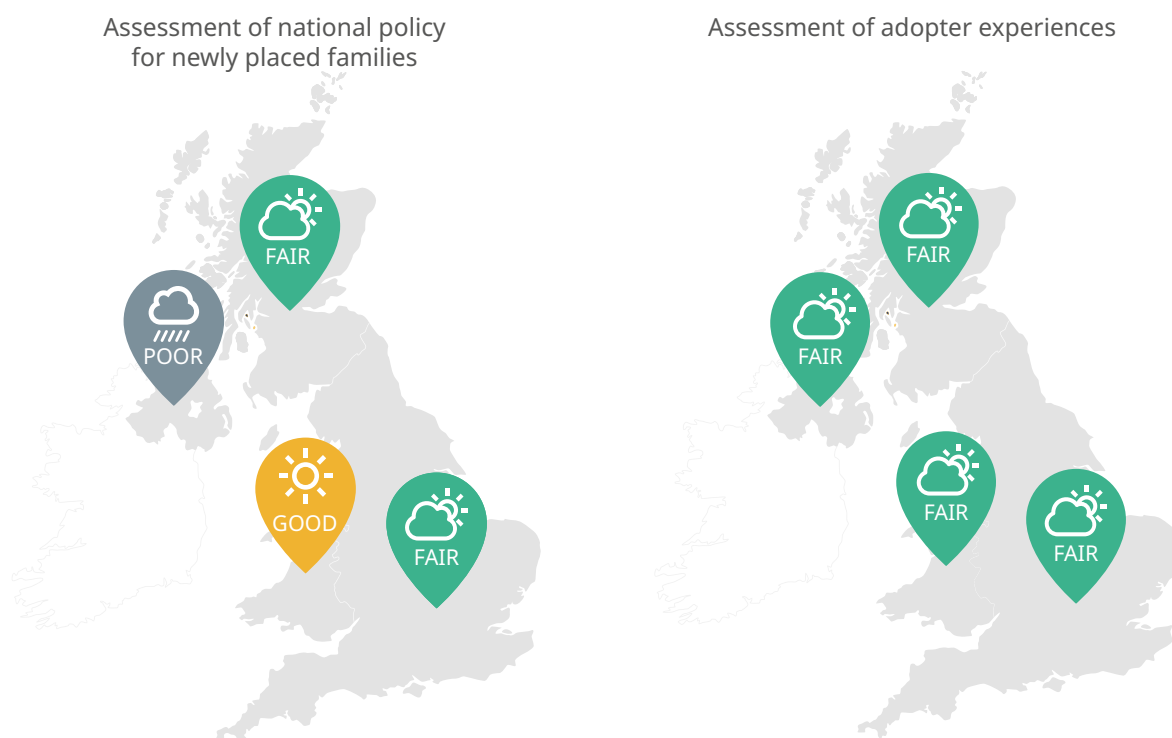 Assessment of national policy
for newly placed families
FAIR
POOR
GOOD
FAIR
Assessment of adopter experiences
FAIR
FAIR
FAIR
FAIR